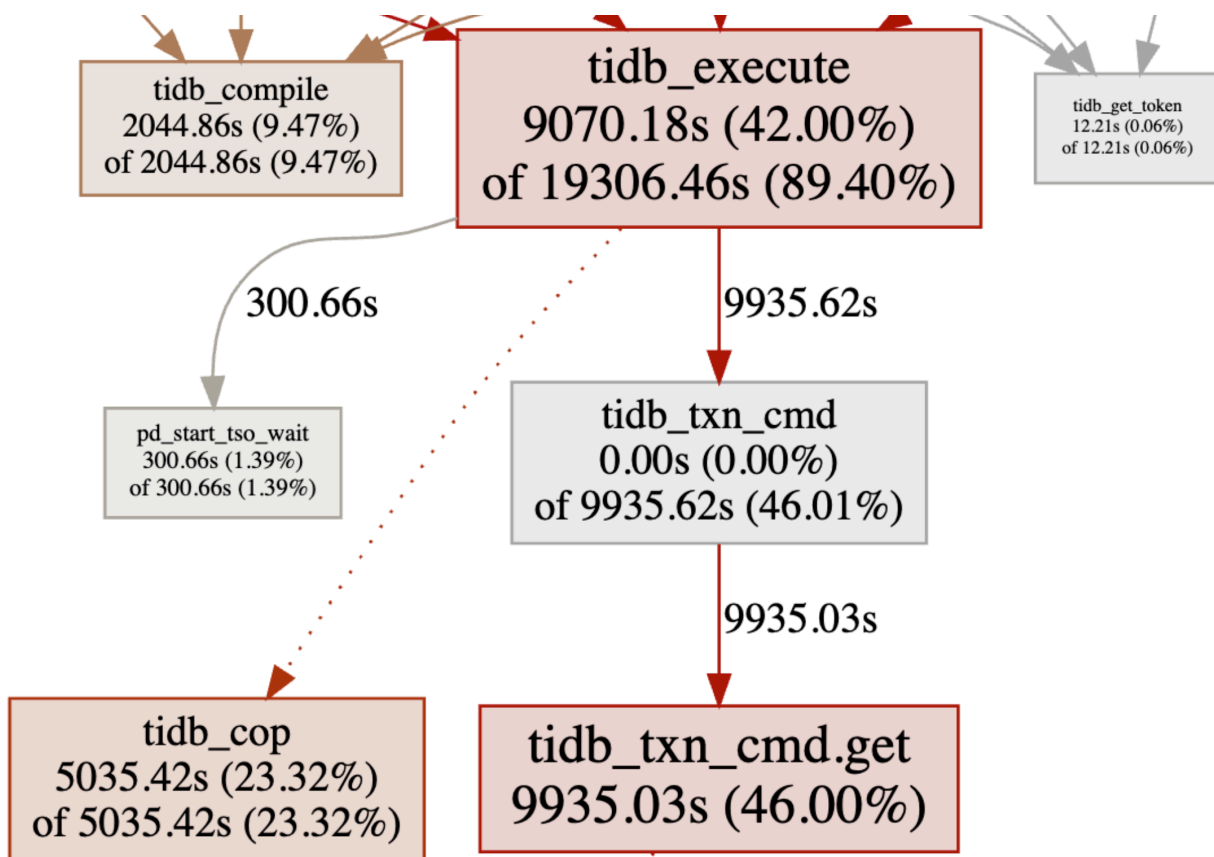 tidb_compile
2044.86s (9.47%)
of 2044.86s (9.47%)
tidb_execute
9070.18s (42.00%)
of 19306.46s (89.40%)
tidb_get_token
12.21s (0.06%)
of 12.21s (0.06%)
300.66s
9935.62s
pd_start_tso_wait
300.66s (1.39%)
of 300.66s (1.39%)
tidb_txn_cmd
0.00s (0.00%)
of 9935.62s (46.01%)
9935.03s
tidb_cop
5035.42s (23.32%)
of 5035.42s (23.32%)
tidb_txn_cmd.get
9935.03s (46.00%)